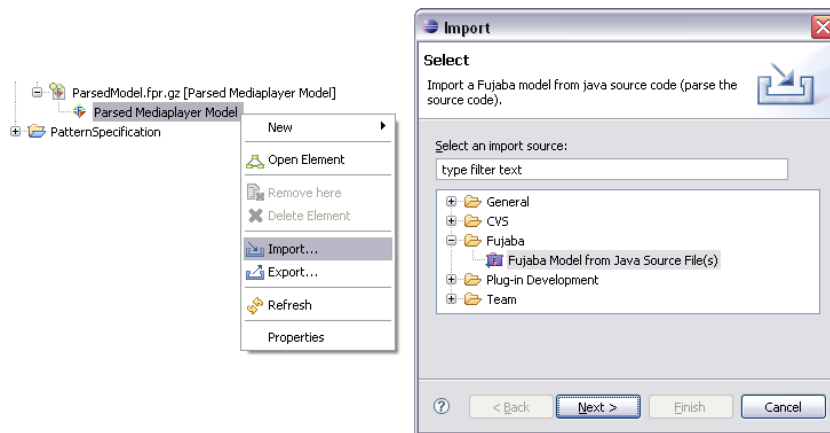 ParsedModel.fpr.gz [Parsed Mediaplayer Model]
Parsed Mediaplayer Model
PatternSpecification
New
Open Element
Remove here
Delete Element
Import...
Export...
Refresh
Properties
Import
Select
Import a Fujaba model from java source code (parse the
source code).
Select an import source:
type filter text
General
CVS
Fujaba
Fujaba Model from Java Source File(s)
Plug-in Development
Team
< Back
Next >
Finish
Cancel